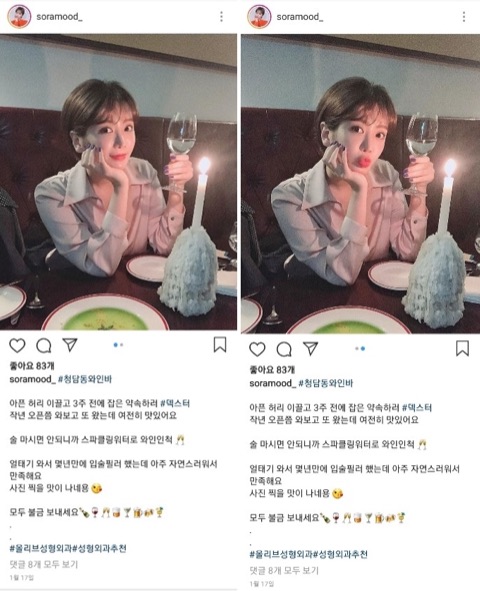 soramood_
좋아요 83개
soramood_ #청담동와인바
아픈 허리 이끌고 3주 전에 잡은 약속하러 #덱스터
작년 오픈쯤 와보고 또 왔는데 여전히 맛있어요
술 마시면 안되니까 스파클링워터로 와인인척 🥂
얼태기 와서 몇년만에 입술필러 했는데 아주 자연스러워서
만족해요
사진 찍을 맛이 나네용 😘
모두 불금 보내세요🍾🍷🥂🥃🍸🍺🍻🍹
.
.
#올리브성형외과#성형외과추천
댓글 8개 모두 보기
1월 17일
soramood_
좋아요 83개
soramood_ #청담동와인바
아픈 허리 이끌고 3주 전에 잡은 약속하러 #덱스터
작년 오픈쯤 와보고 또 왔는데 여전히 맛있어요
술 마시면 안되니까 스파클링워터로 와인인척 🥂
얼태기 와서 몇년만에 입술필러 했는데 아주 자연스러워서
만족해요
사진 찍을 맛이 나네용 😘
모두 불금 보내세요🍾🍷🥂🥃🍸🍺🍻🍹
.
.
#올리브성형외과#성형외과추천
댓글 8개 모두 보기
1월 17일